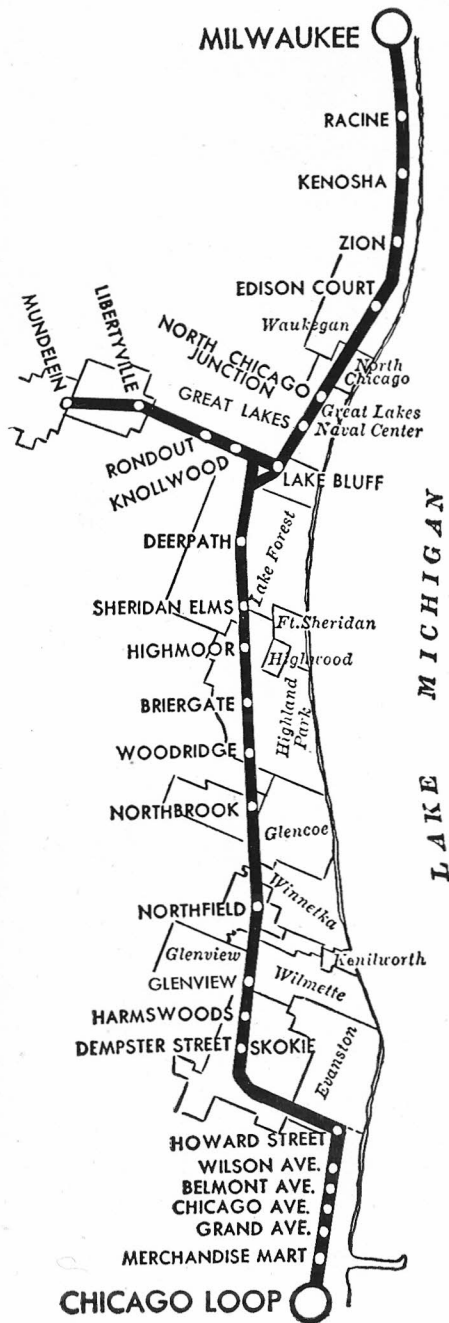 MILWAUKEE
RACINE
KENOSHA
ZION
EDISON COURT
Waukegan
NORTH CHICAGO
JUNCTION
North
Chicago
GREAT LAKES
Great Lakes
Naval Center
MUNDELEIN
LIBERTYVILLE
RONDOUT
KNOLLWOOD
LAKE BLUFF
DEERPATH
Lake Forest
SHERIDAN ELMS
Ft. Sheridan
HIGHMOOR
Highwood
BRIERGATE
Highland
Park
WOODRIDGE
NORTHBROOK
Glencoe
LAKE MICHIGAN
Winnetka
NORTHFIELD
Glenview
Kenilworth
GLENVIEW
Wilmette
HARMSWOODS
DEMPSTER STREET
SKOKIE
Evanston
HOWARD STREET
WILSON AVE.
BELMONT AVE.
CHICAGO AVE.
GRAND AVE.
MERCHANDISE MART
CHICAGO LOOP